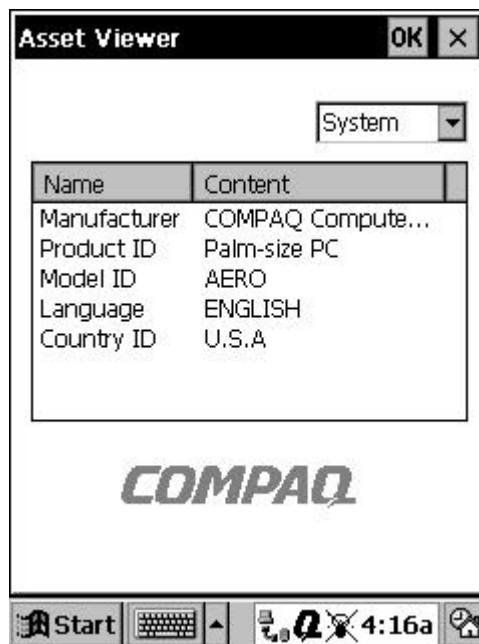 Asset Viewer OK
System
Name Content
Manufacturer COMPAQ Compute...
Product ID Palm-size PC
Model ID AERO
Language ENGLISH
Country ID U.S.A
COMPAQ
Start Q 4:16a